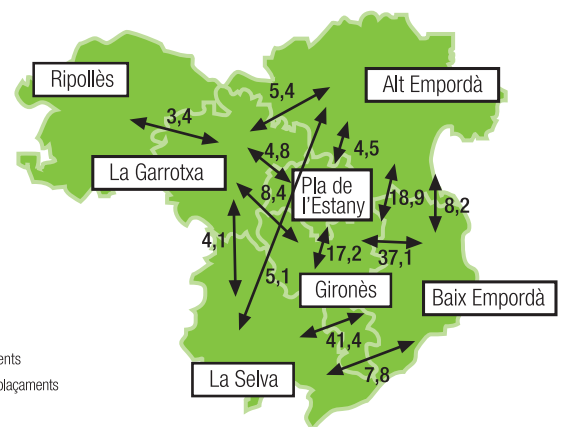 Ripollès
5,4
Alt Empordà
3,4
La Garrotxa
4,8
4,5
Pla de
l'Estany
8,4
18,9
8,2
4,1
17,2
37,1
5,1
Gironès
Baix Empordà
41,4
La Selva
7,8